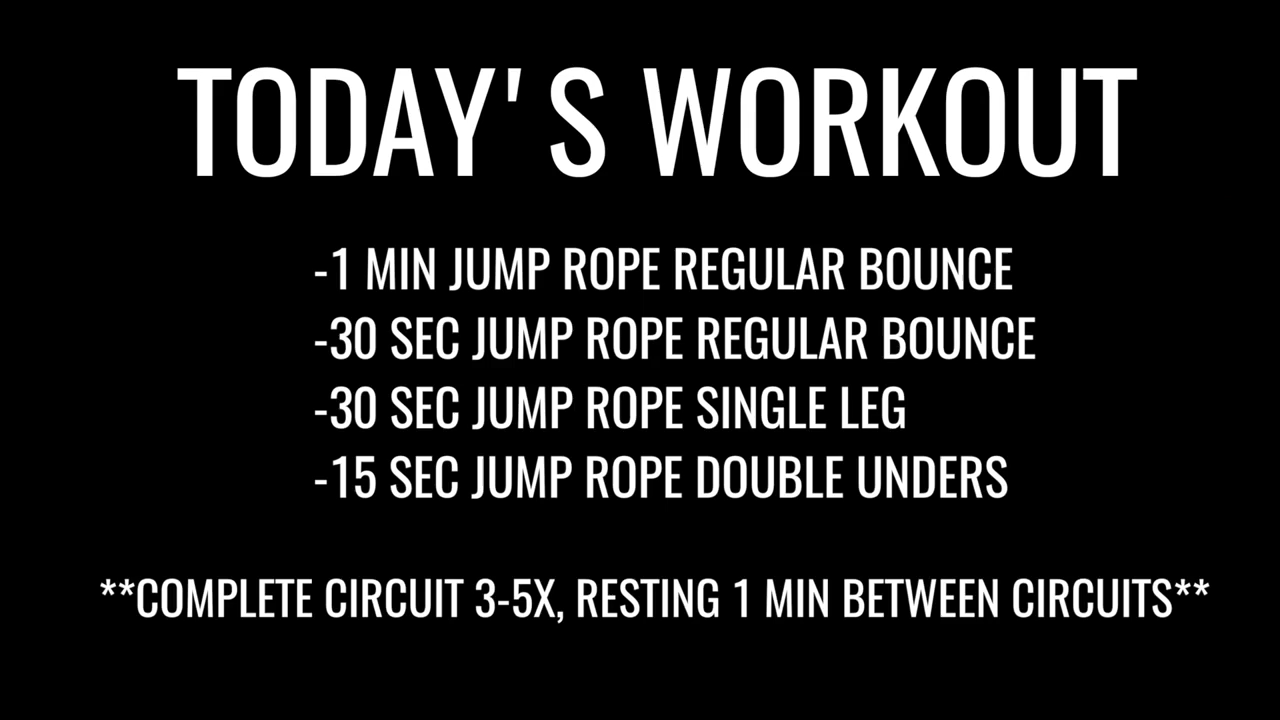 TODAY'S WORKOUT
-1 MIN JUMP ROPE REGULAR BOUNCE
-30 SEC JUMP ROPE REGULAR BOUNCE
-30 SEC JUMP ROPE SINGLE LEG
-15 SEC JUMP ROPE DOUBLE UNDERS
**COMPLETE CIRCUIT 3-5X, RESTING 1 MIN BETWEEN CIRCUITS**